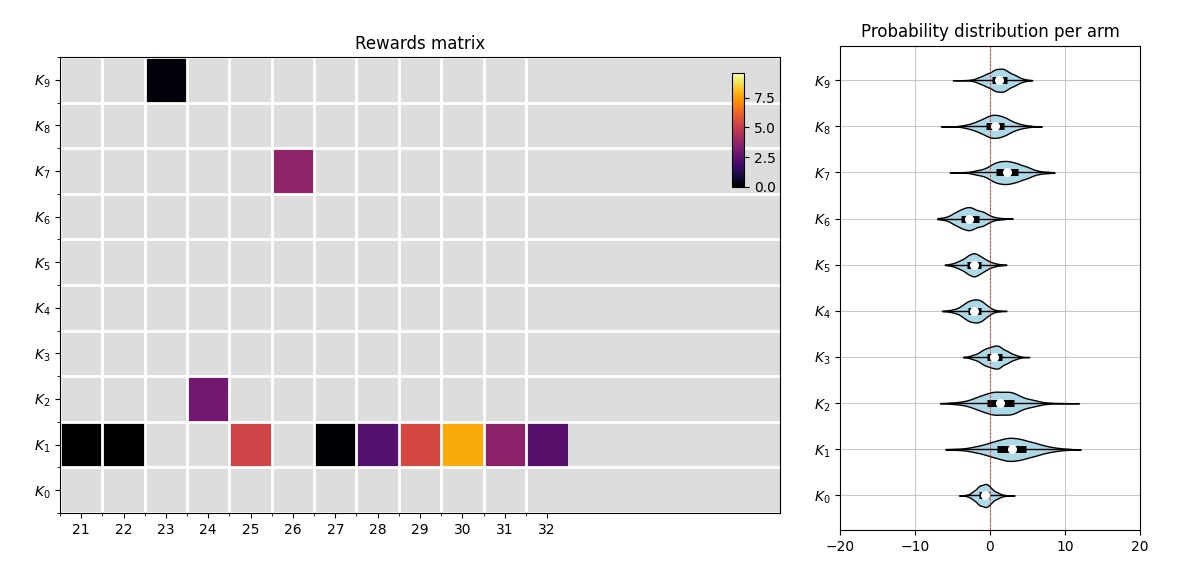 Rewards matrix
K₉
K₈
K₇
K₆
K₅
K₄
K₃
K₂
K₁
K₀
21 22 23 24 25 26 27 28 29 30 31 32
7.5
5.0
2.5
0.0
Probability distribution per arm
K₉
K₈
K₇
K₆
K₅
K₄
K₃
K₂
K₁
K₀
−20 −10 0 10 20